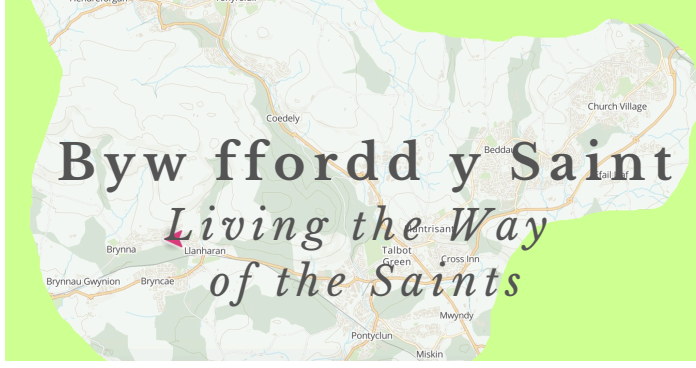 Coedely
Church Village
Beddau
Byw ffordd y Saint
Living the Way
Llantrisant
Brynna
Llanharan
Talbot
Green
Cross Inn
of the Saints
Brynnau Gwynion
Bryncae
Mwyndy
Pontyclun
Miskin